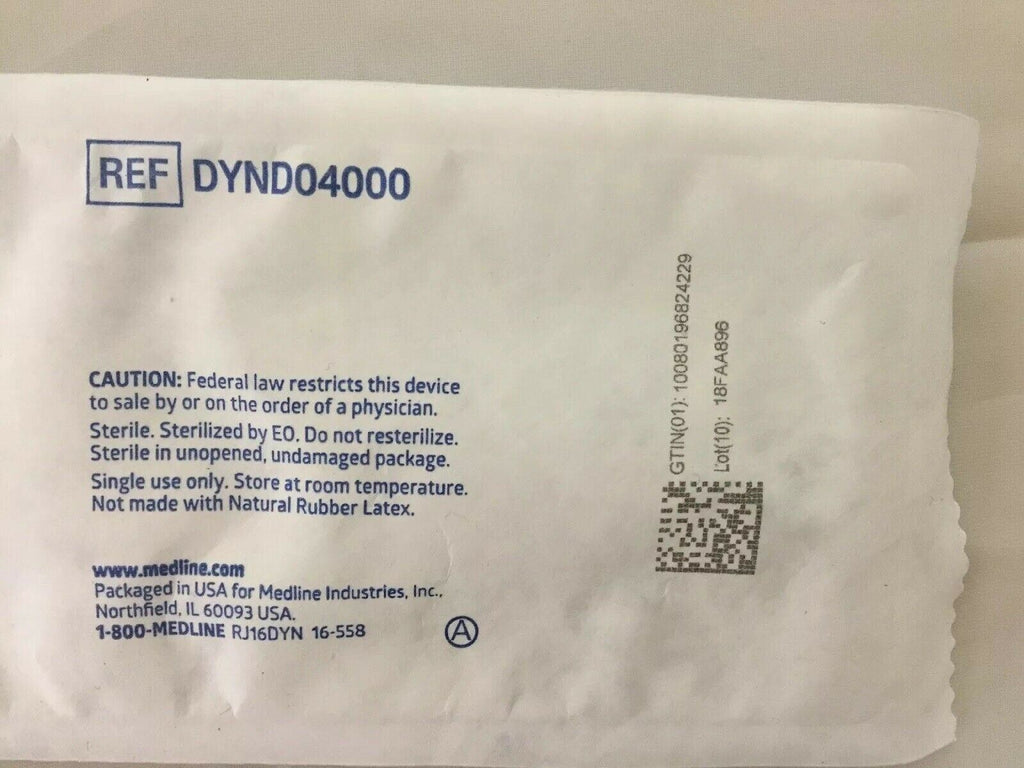 REF DYND04000
CAUTION: Federal law restricts this device
to sale by or on the order of a physician.
Sterile. Sterilized by EO. Do not resterilize.
Sterile in unopened, undamaged package.
Single use only. Store at room temperature.
Not made with Natural Rubber Latex.
www.medline.com
Packaged in USA for Medline Industries, Inc.,
Northfield, IL 60093 USA.
1-800-MEDLINE RJ16DYN 16-558
A
GTIN(01): 10080196824229
Lot(10): 18FAA896